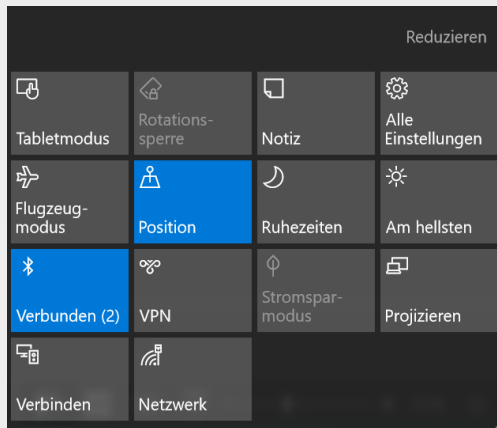 Reduzieren
Tabletmodus
Rotations-
sperre
Notiz
Alle
Einstellungen
Flugzeug-
modus
Position
Ruhezeiten
Am hellsten
Verbunden (2)
VPN
Stromspar-
modus
Projizieren
Verbinden
Netzwerk